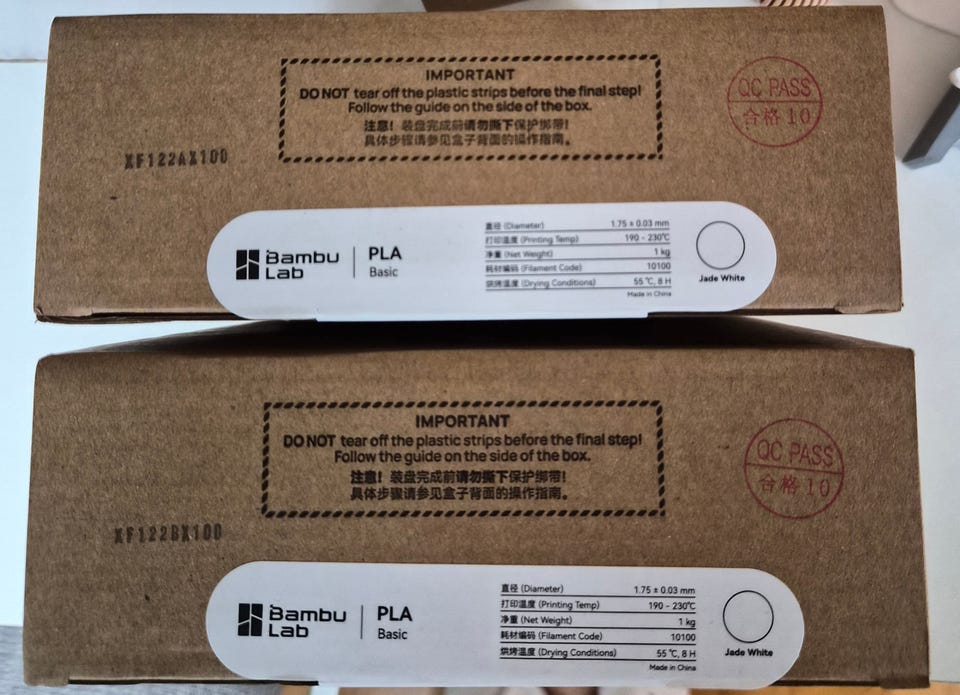 IMPORTANT
DO NOT tear off the plastic strips before the final step!
Follow the guide on the side of the box.
注意！装盘完成前请勿撕下保护绑带！
具体步骤请参见盒子背面的操作指南。
QC PASS
合格 10
XF122AX100
Bambu
Lab
PLA
Basic
直径 (Diameter) 1.75 ± 0.03 mm
打印温度 (Printing Temp) 190 - 230℃
净重 (Net Weight) 1 kg
耗材编码 (Filament Code) 10100
烘烤温度 (Drying Conditions) 55 ℃, 8 H
Made in China
Jade White
IMPORTANT
DO NOT tear off the plastic strips before the final step!
Follow the guide on the side of the box.
注意！装盘完成前请勿撕下保护绑带！
具体步骤请参见盒子背面的操作指南。
QC PASS
合格 10
XF122BX100
Bambu
Lab
PLA
Basic
直径 (Diameter) 1.75 ± 0.03 mm
打印温度 (Printing Temp) 190 - 230℃
净重 (Net Weight) 1 kg
耗材编码 (Filament Code) 10100
烘烤温度 (Drying Conditions) 55 ℃, 8 H
Made in China
Jade White